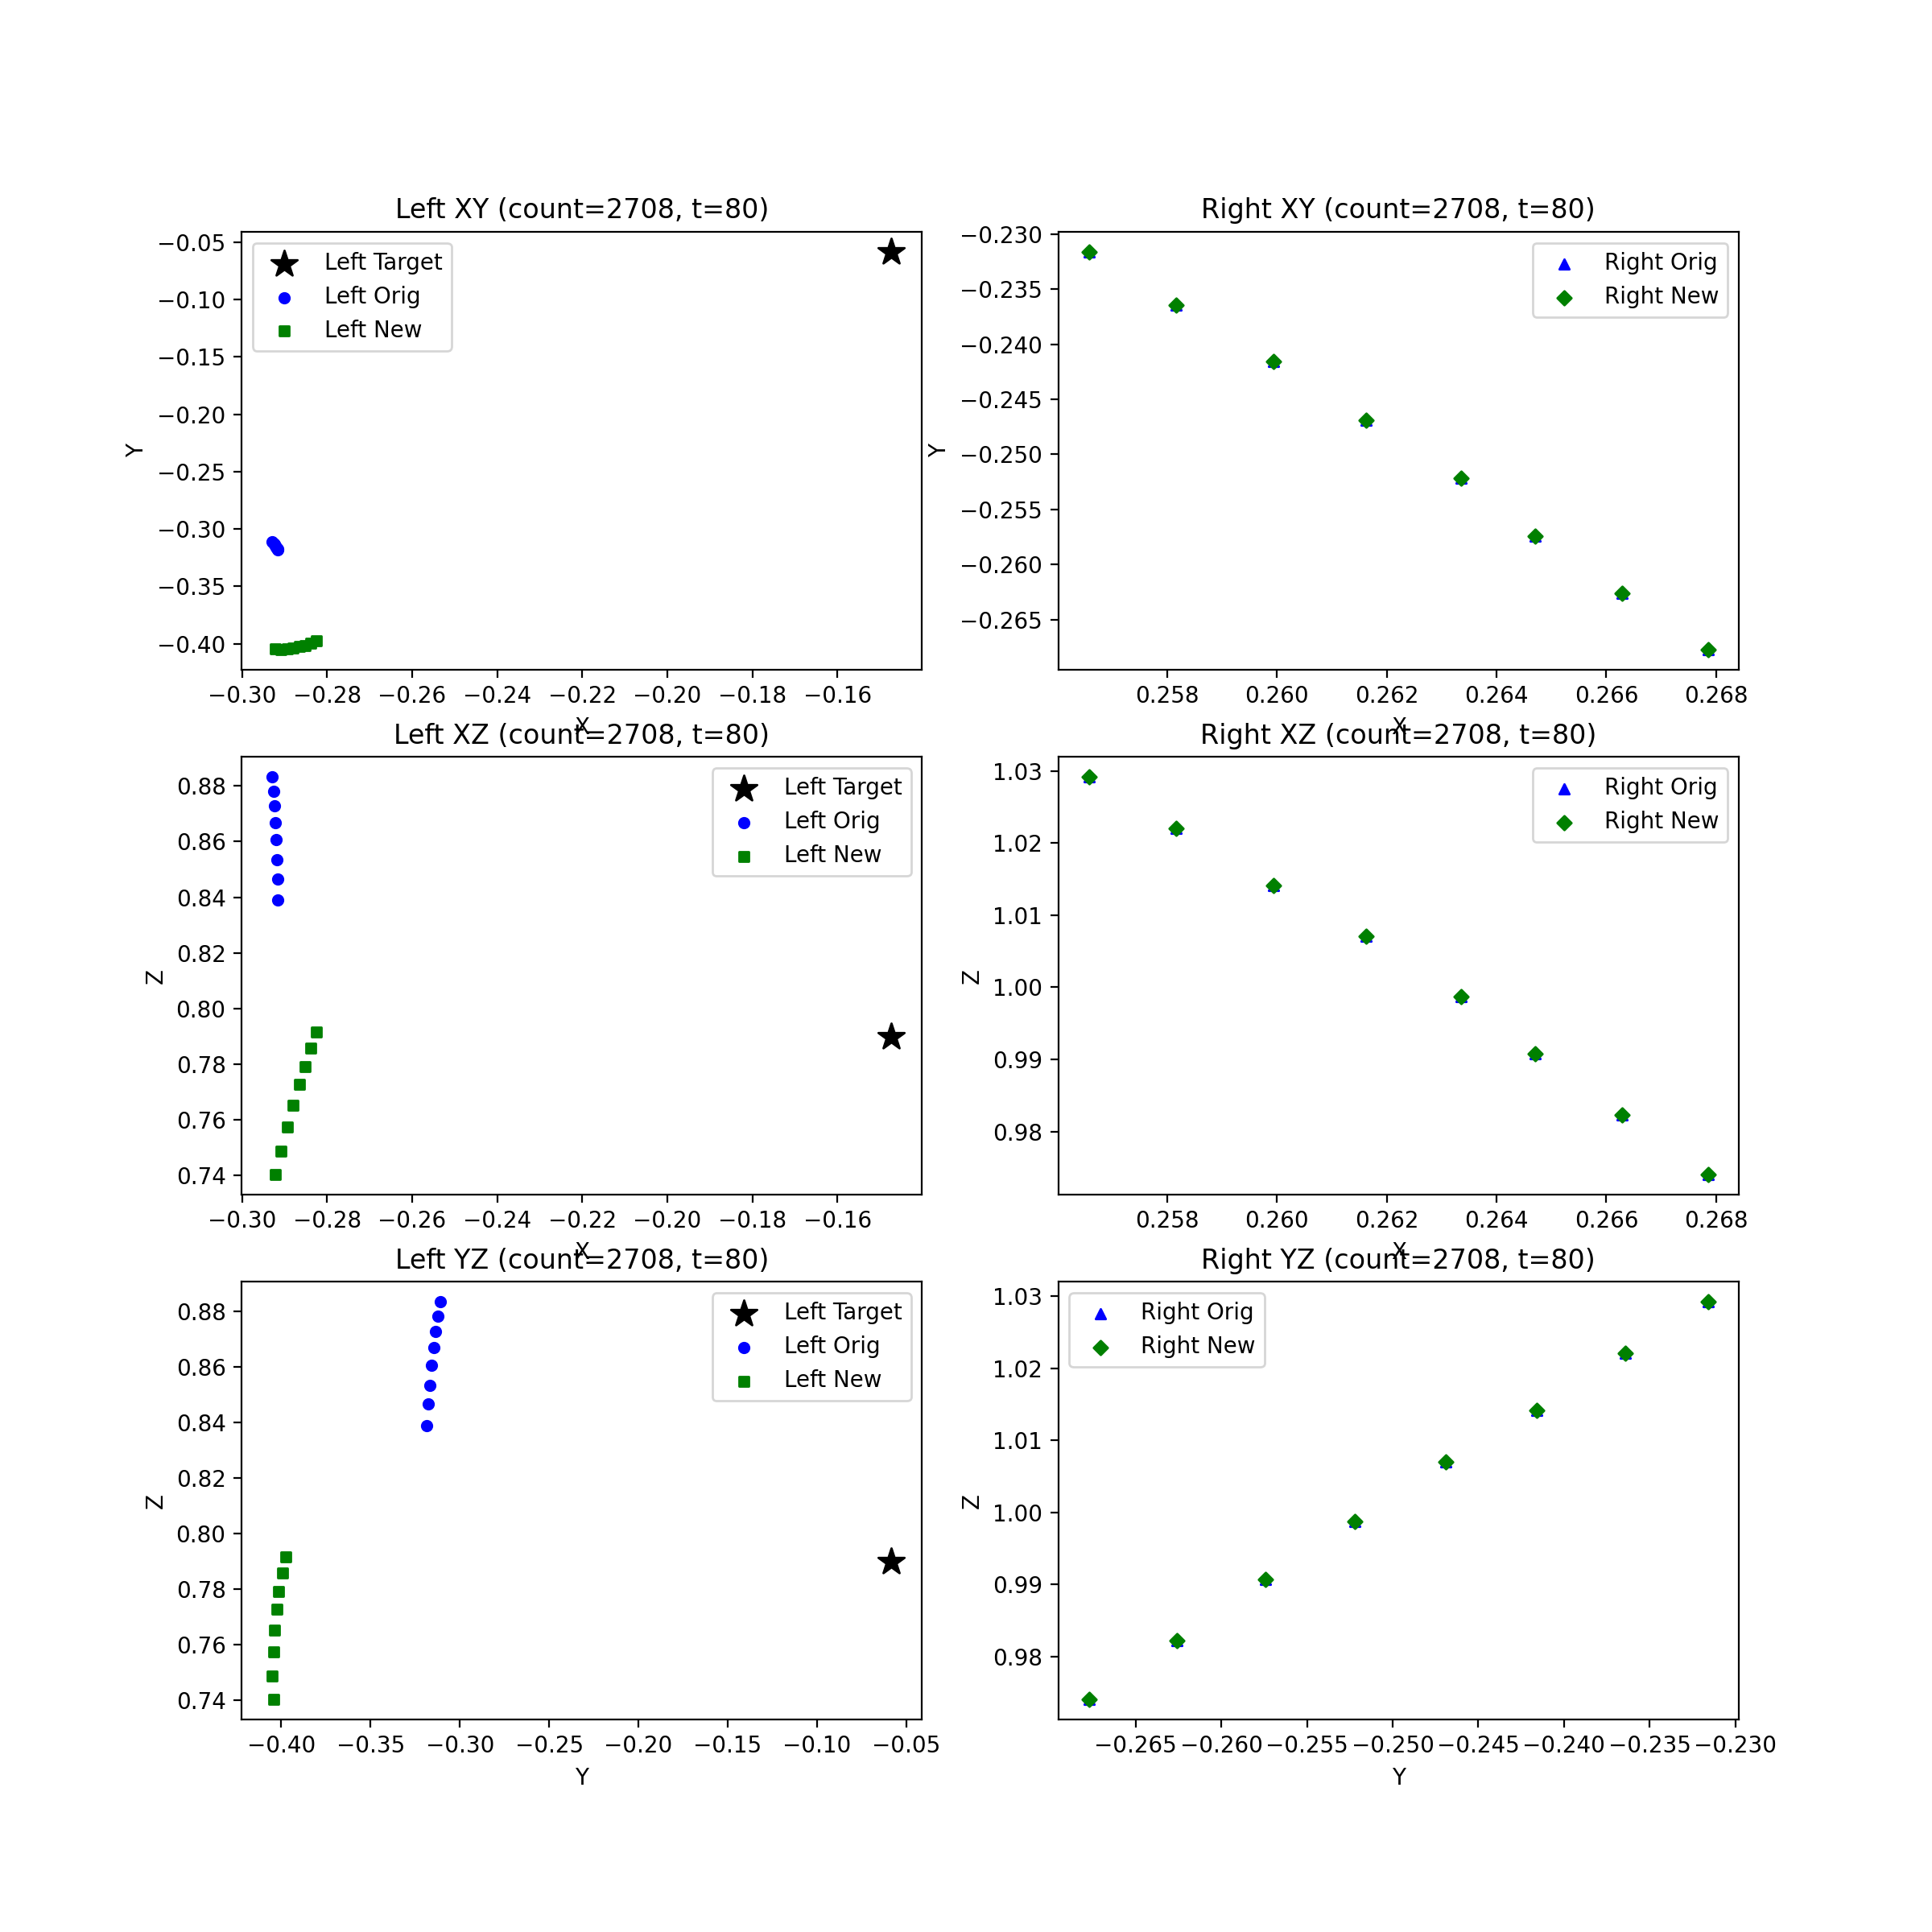 Left XY (count=2708, t=80)
Left Target
Left Orig
Left New
Y
−0.05
−0.10
−0.15
−0.20
−0.25
−0.30
−0.35
−0.40
−0.30 −0.28 −0.26 −0.24 −0.22 −0.20 −0.18 −0.16
X
Right XY (count=2708, t=80)
Right Orig
Right New
Y
−0.230
−0.235
−0.240
−0.245
−0.250
−0.255
−0.260
−0.265
0.258 0.260 0.262 0.264 0.266 0.268
X
Left XZ (count=2708, t=80)
Left Target
Left Orig
Left New
Z
0.88
0.86
0.84
0.82
0.80
0.78
0.76
0.74
−0.30 −0.28 −0.26 −0.24 −0.22 −0.20 −0.18 −0.16
X
Right XZ (count=2708, t=80)
Right Orig
Right New
Z
1.03
1.02
1.01
1.00
0.99
0.98
0.258 0.260 0.262 0.264 0.266 0.268
X
Left YZ (count=2708, t=80)
Left Target
Left Orig
Left New
Z
0.88
0.86
0.84
0.82
0.80
0.78
0.76
0.74
−0.40 −0.35 −0.30 −0.25 −0.20 −0.15 −0.10 −0.05
Y
Right YZ (count=2708, t=80)
Right Orig
Right New
Z
1.03
1.02
1.01
1.00
0.99
0.98
−0.265 −0.260 −0.255 −0.250 −0.245 −0.240 −0.235 −0.230
Y